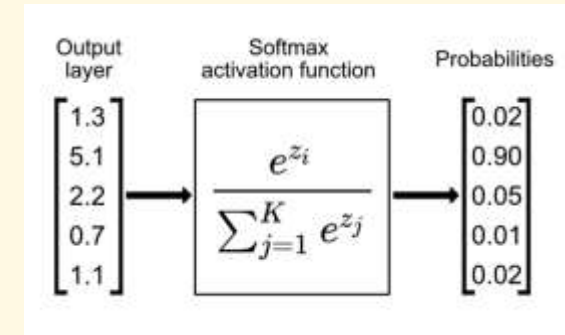 Output
layer
Softmax
activation function
Probabilities
1.3
5.1
2.2
0.7
1.1
e^{z_i}
∑_{j=1}^{K} e^{z_j}
0.02
0.90
0.05
0.01
0.02